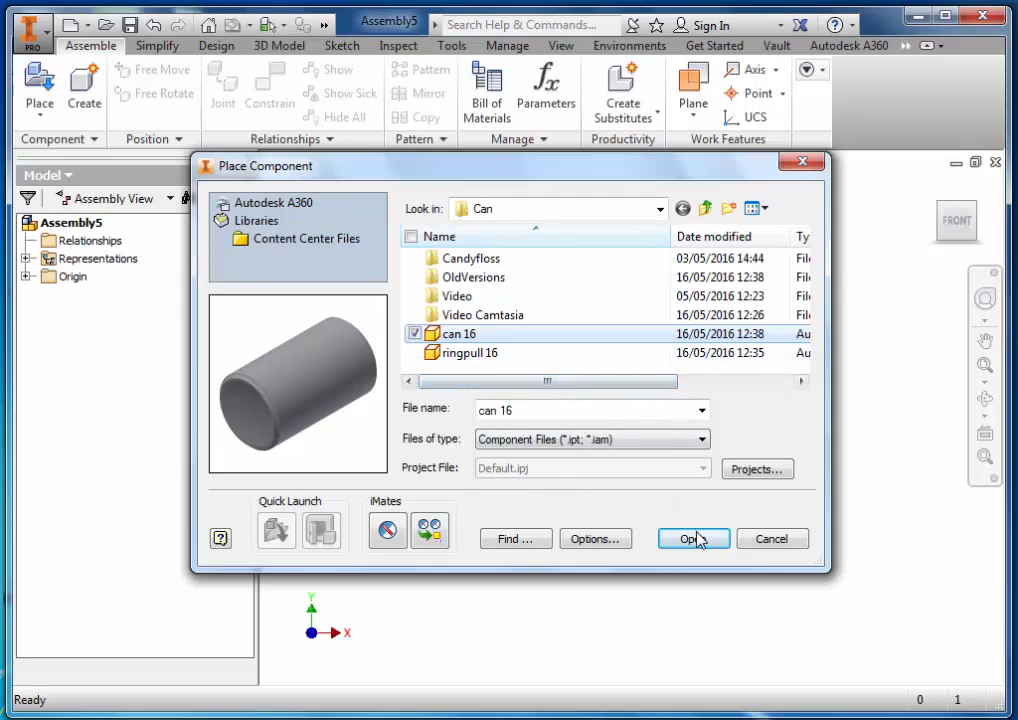 PRO
Assembly5
Search Help & Commands...
Sign In
Assemble Simplify Design 3D Model Sketch Inspect Tools Manage View Environments Get Started Vault Autodesk A360
Place
Create
Free Move
Free Rotate
Joint
Constrain
Show
Show Sick
Hide All
Pattern
Mirror
Copy
Bill of
Materials
Parameters
Create
Substitutes
Plane
Axis
Point
UCS
Component
Position
Relationships
Pattern
Manage
Productivity
Work Features
Model
Assembly View
Assembly5
Relationships
Representations
Origin
Place Component
Autodesk A360
Libraries
Content Center Files
Look in: Can
Name Date modified Ty
Candyfloss 03/05/2016 14:44 File
OldVersions 16/05/2016 12:38 File
Video 05/05/2016 12:23 File
Video Camtasia 16/05/2016 12:26 File
can 16 16/05/2016 12:38 Au
ringpull 16 16/05/2016 12:35 Au
File name: can 16
Files of type: Component Files (*.ipt; *.iam)
Project File: Default.ipj
Projects...
Quick Launch
iMates
Find ...
Options...
Cancel
FRONT
Y
X
Ready
0 1